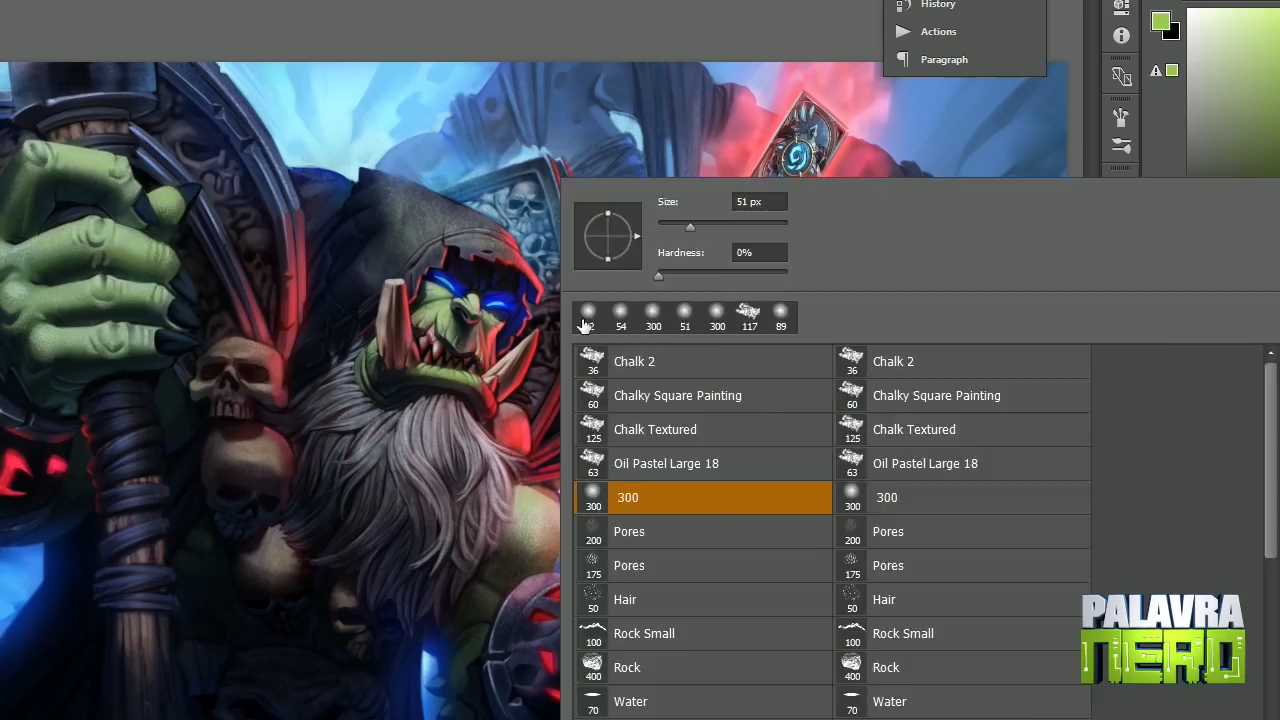 History
Actions
Paragraph
Size: 51 px
Hardness: 0%
54 300 51 300 117 89
36 Chalk 2 36 Chalk 2
60 Chalky Square Painting 60 Chalky Square Painting
125 Chalk Textured 125 Chalk Textured
63 Oil Pastel Large 18 63 Oil Pastel Large 18
300 300 300 300
200 Pores 200 Pores
175 Pores 175 Pores
50 Hair 50 Hair
100 Rock Small 100 Rock Small
400 Rock 400 Rock
70 Water 70 Water
PALAVRA
NERD